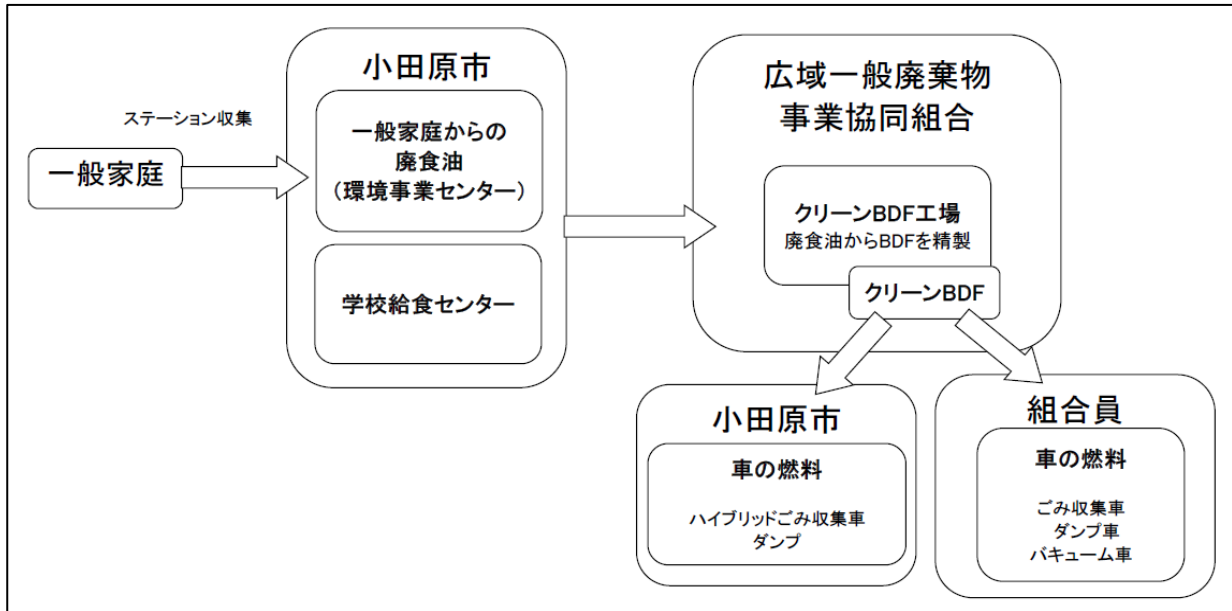 ステーション収集
一般家庭
小田原市
一般家庭からの
廃食油
(環境事業センター)
学校給食センター
広域一般廃棄物
事業協同組合
クリーンBDF工場
廃食油からBDFを精製
クリーンBDF
小田原市
車の燃料
ハイブリッドごみ収集車
ダンプ
組合員
車の燃料
ごみ収集車
ダンプ車
バキューム車